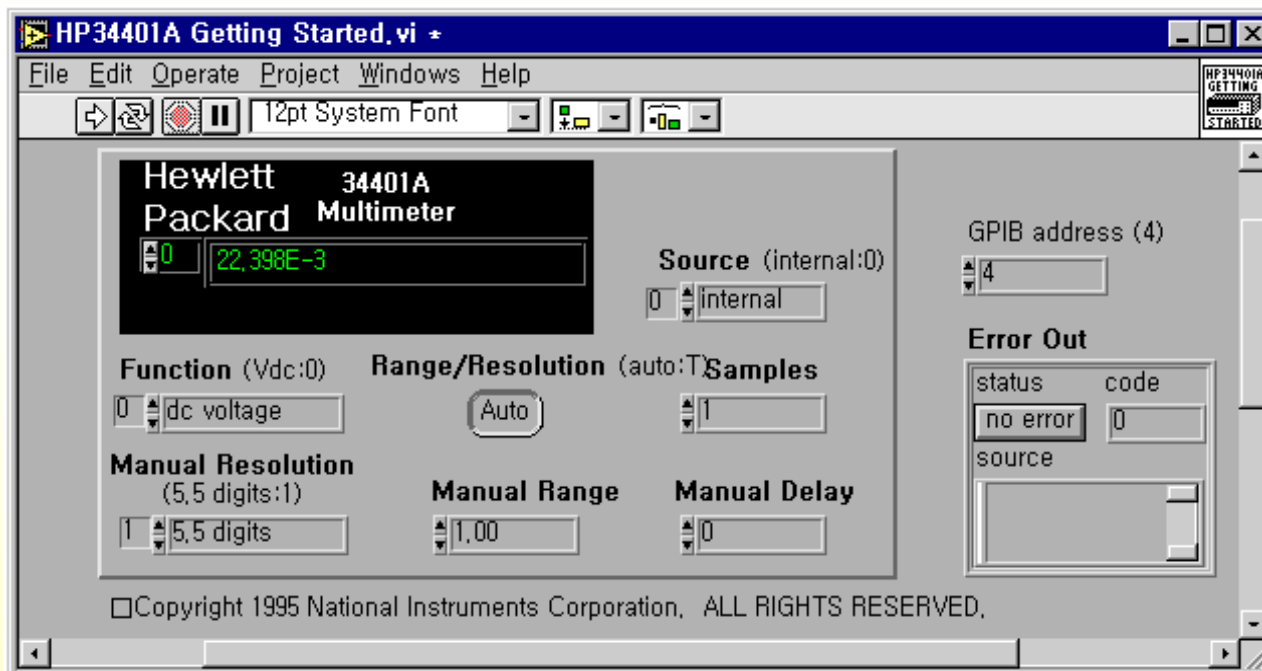 HP34401A Getting Started.vi *
File Edit Operate Project Windows Help
HP34401A
GETTING
STARTED
12pt System Font
Hewlett
Packard
34401A
Multimeter
0 22,398E-3
Source (internal:0)
0 internal
GPIB address (4)
4
Function (Vdc:0)
0 dc voltage
Range/Resolution (auto:T)
Auto
Samples
1
Manual Resolution
(5,5 digits:1)
1 5,5 digits
Manual Range
1,00
Manual Delay
0
Error Out
status code
no error 0
source
□Copyright 1995 National Instruments Corporation, ALL RIGHTS RESERVED,